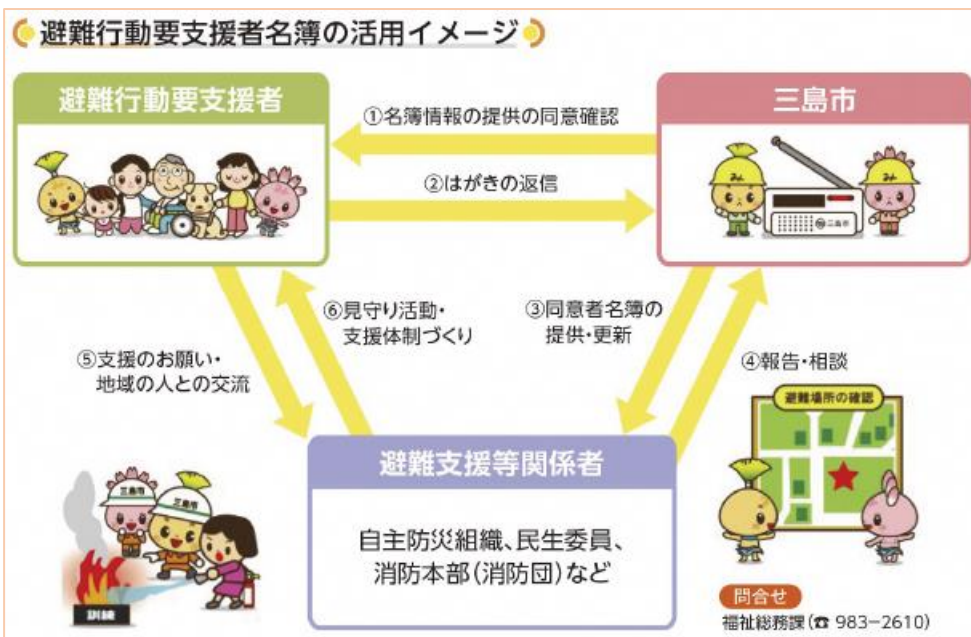 避難行動要支援者名簿の活用イメージ
避難行動要支援者
三島市
①名簿情報の提供の同意確認
②はがきの返信
み
み
三島市
⑥見守り活動・
支援体制づくり
③同意者名簿の
提供・更新
⑤支援のお願い・
地域の人との交流
④報告・相談
避難場所の確認
避難支援等関係者
自主防災組織、民生委員、
消防本部(消防団)など
三島市
三島市
訓練
問合せ
福祉総務課(☎ 983-2610)